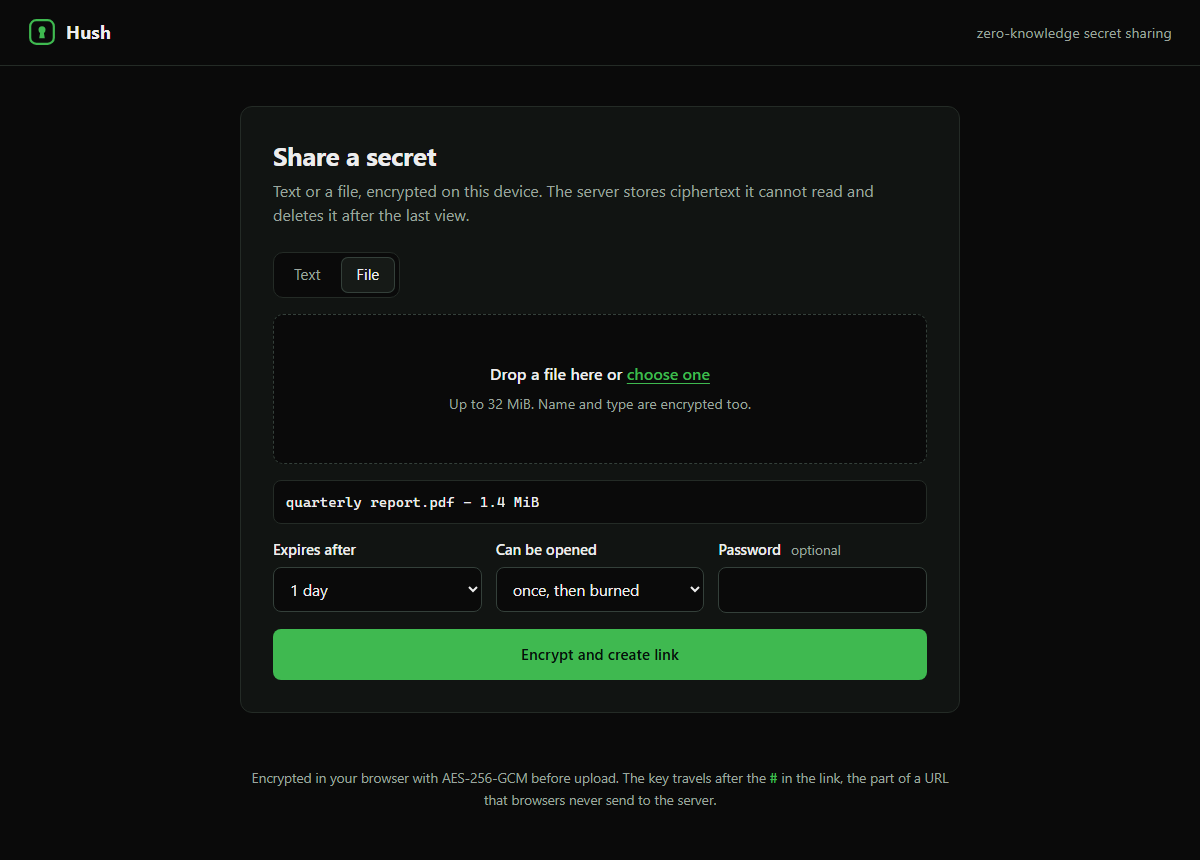 Hush
zero-knowledge secret sharing
Share a secret
Text or a file, encrypted on this device. The server stores ciphertext it cannot read and
deletes it after the last view.
Text File
Drop a file here or choose one
Up to 32 MiB. Name and type are encrypted too.
quarterly report.pdf – 1.4 MiB
Expires after Can be opened Password optional
1 day once, then burned
Encrypt and create link
Encrypted in your browser with AES-256-GCM before upload. The key travels after the # in the link, the part of a URL
that browsers never send to the server.